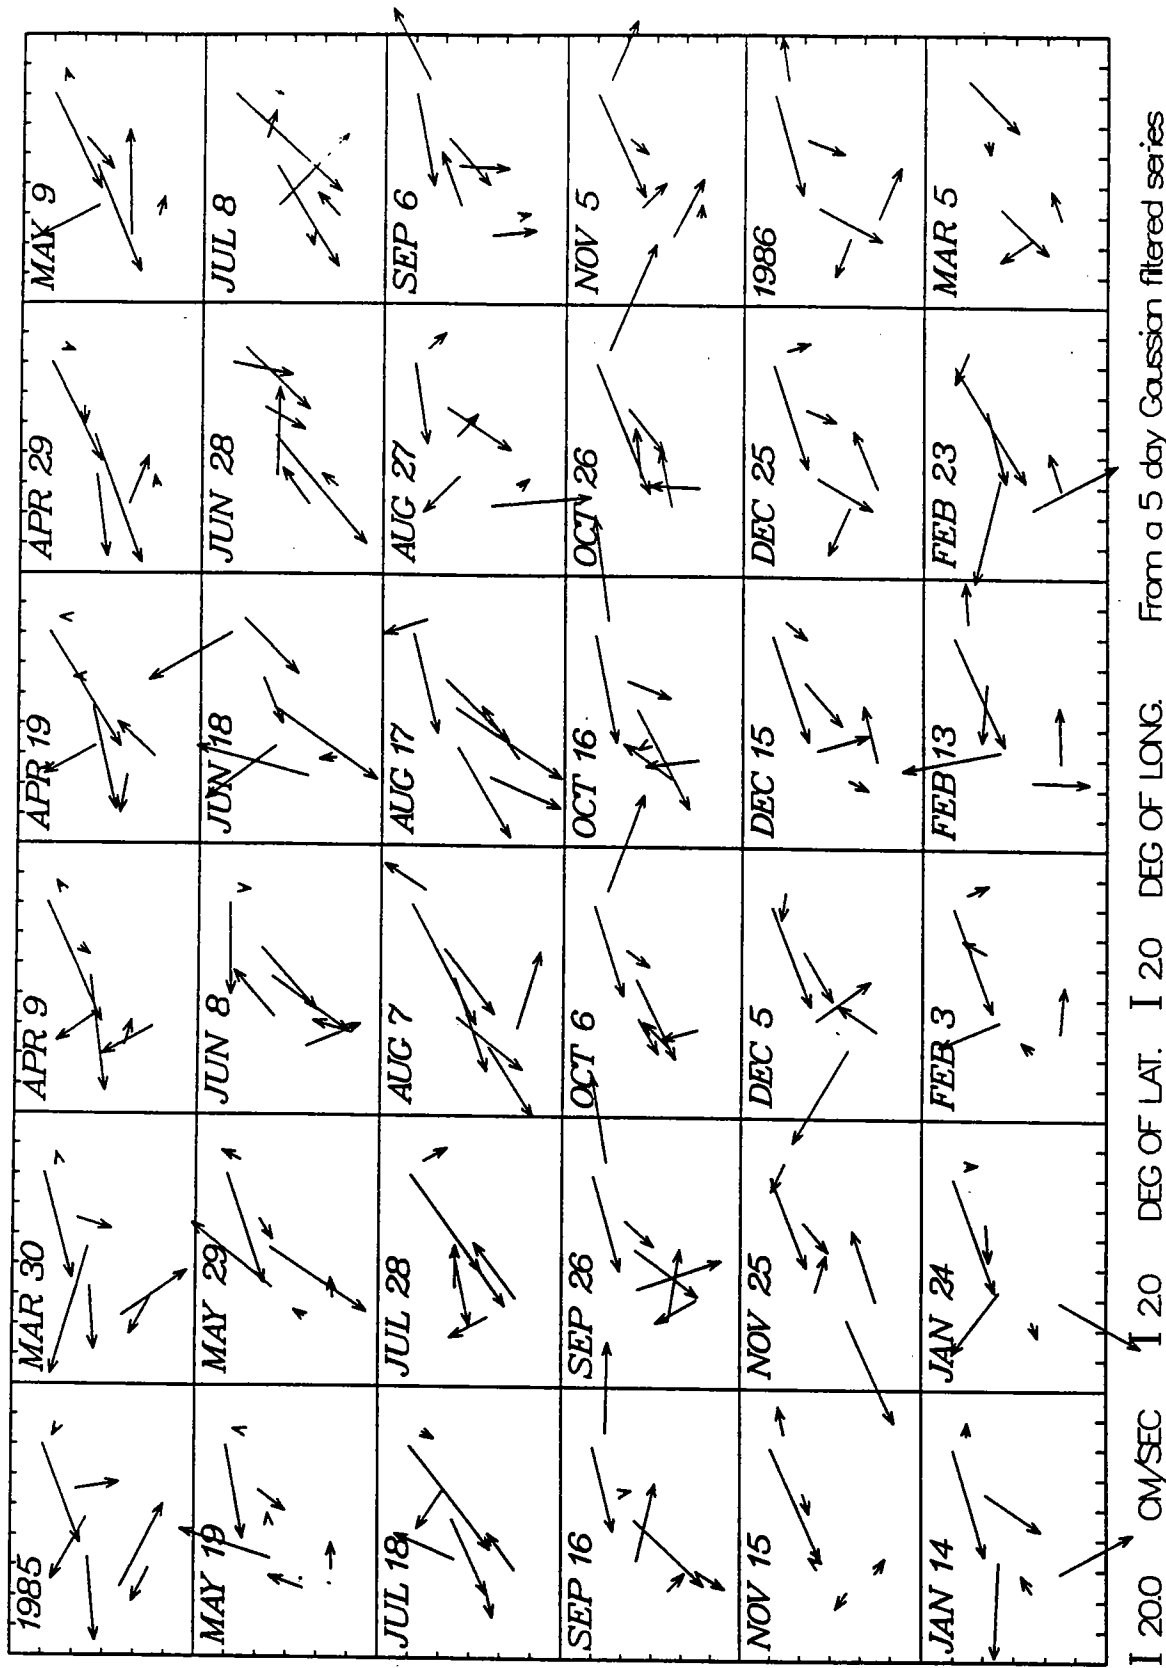 1985
MAR 30
APR 9
APR 19
APR 29
MAY 9
MAY 19
MAY 29
JUN 8
JUN 18
JUN 28
JUL 8
JUL 18
JUL 28
AUG 7
AUG 17
AUG 27
SEP 6
SEP 16
SEP 26
OCT 6
OCT 16
OCT 26
NOV 5
NOV 15
NOV 25
DEC 5
DEC 15
DEC 25
1986
JAN 14
JAN 24
FEB 3
FEB 13
FEB 23
MAR 5
20.0 CM/SEC 2.0 DEG OF LAT. 2.0 DEG OF LONG. From a 5 day Gaussian filtered series